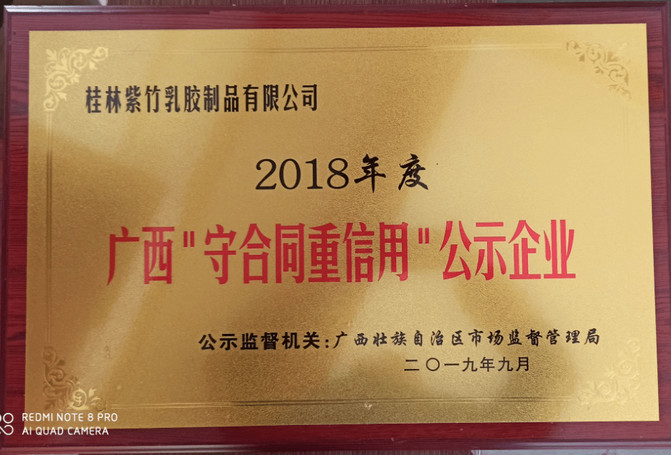 桂林紫竹乳胶制品有限公司
2018年度
广西"守合同重信用"公示企业
公示监督机关:广西壮族自治区市场监督管理局
二〇一九年九月
REDMI NOTE 8 PRO
AI QUAD CAMERA